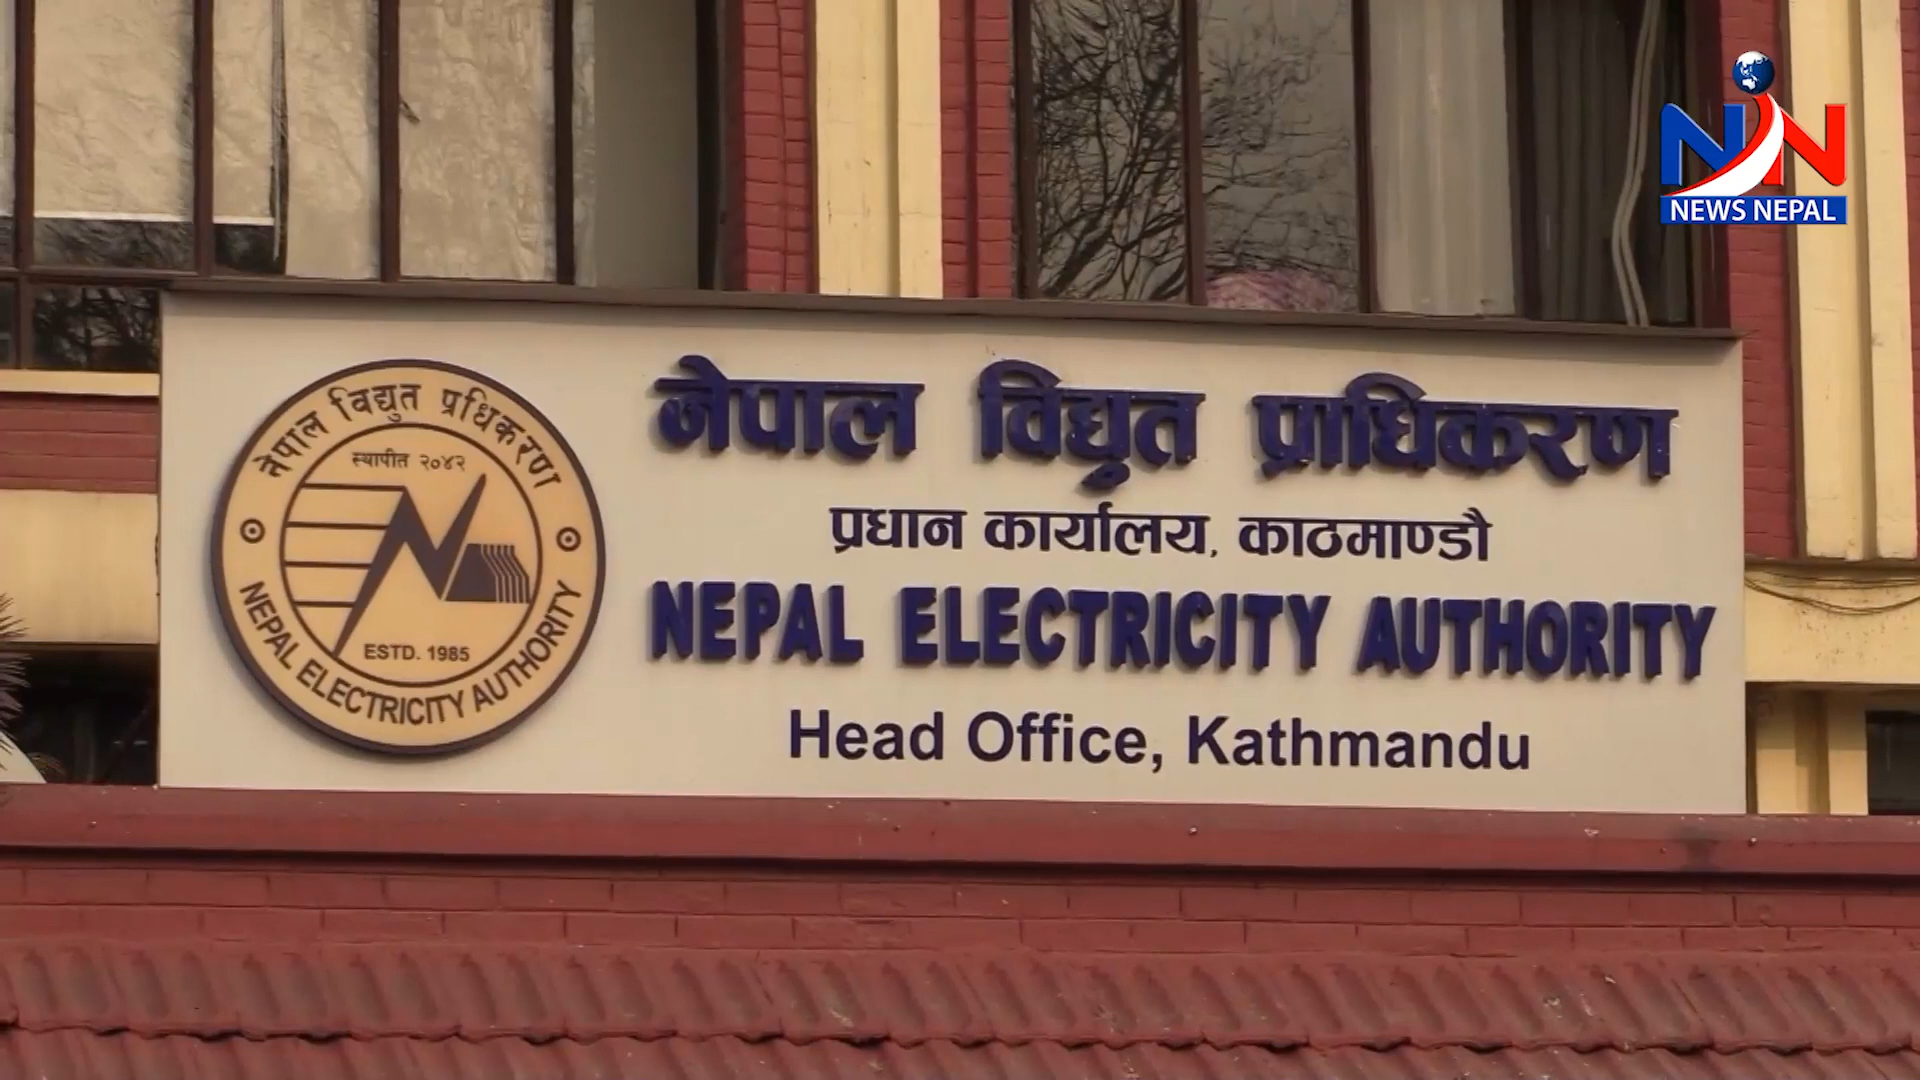 NEWS NEPAL
नेपाल विद्युत प्रधिकरण
स्थापीत २०४२
ESTD. 1985
NEPAL ELECTRICITY AUTHORITY
नेपाल विद्युत प्राधिकरण
प्रधान कार्यालय, काठमाण्डौ
NEPAL ELECTRICITY AUTHORITY
Head Office, Kathmandu